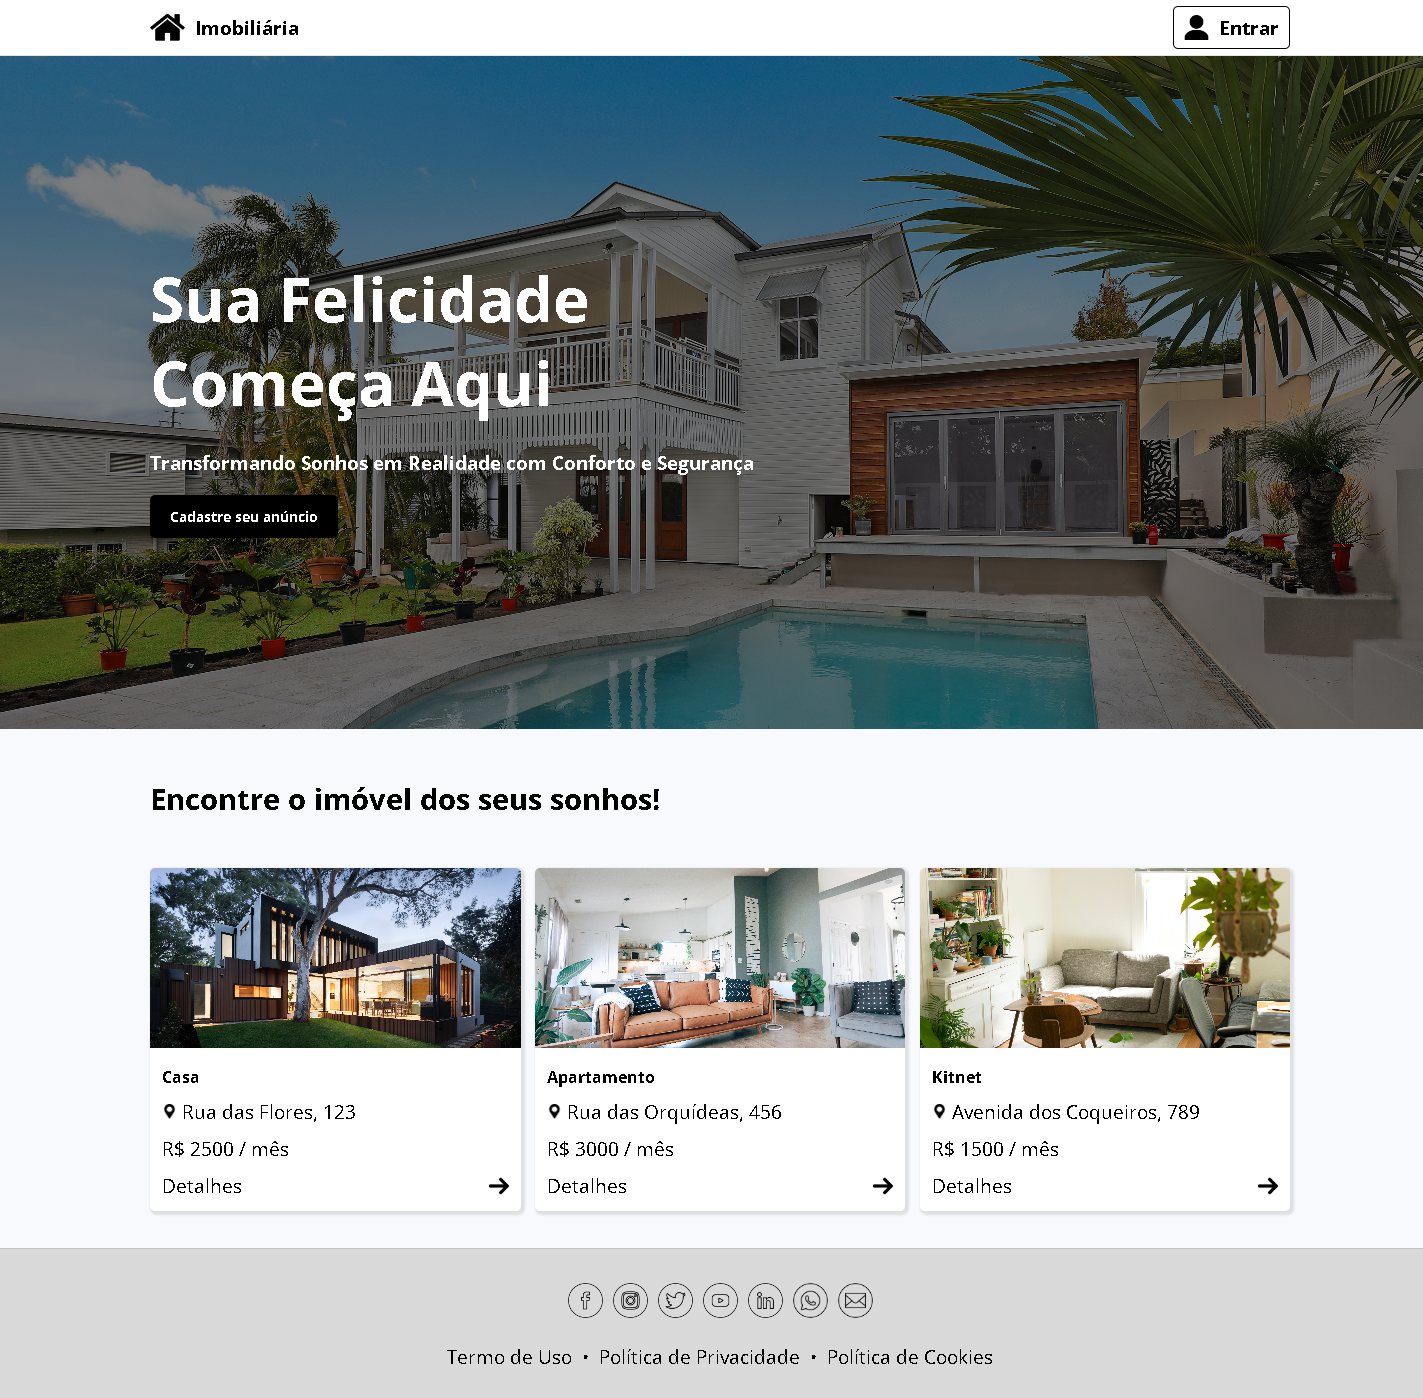 Imobiliária
Entrar
Sua Felicidade
Começa Aqui
Transformando Sonhos em Realidade com Conforto e Segurança
Cadastre seu anúncio
Encontre o imóvel dos seus sonhos!
Casa
Rua das Flores, 123
R$ 2500 / mês
Detalhes
Apartamento
Rua das Orquídeas, 456
R$ 3000 / mês
Detalhes
Kitnet
Avenida dos Coqueiros, 789
R$ 1500 / mês
Detalhes
Termo de Uso • Política de Privacidade • Política de Cookies